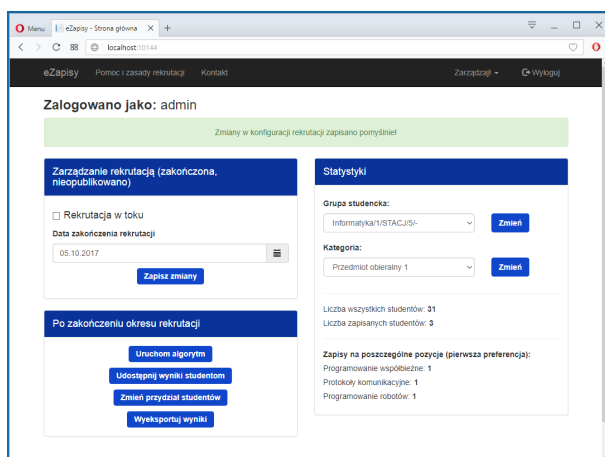 Menu
eZapisy - Strona główna
localhost:10144
eZapisy Pomoc i zasady rekrutacji Kontakt Zarządzaj! Wyloguj
Zalogowano jako: admin
Zmiany w konfiguracji rekrutacji zapisano pomyślnie!
Zarządzanie rekrutacją (zakończona,
nieopublikowano)
Rekrutacja w toku
Data zakończenia rekrutacji
05.10.2017
Zapisz zmiany
Po zakończeniu okresu rekrutacji
Uruchom algorytm
Udostępnij wyniki studentom
Zmień przydział studentów
Wyeksportuj wyniki
Statystyki
Grupa studencka:
Informatyka/1/STACJ/5/- Zmień
Kategoria:
Przedmiot obieralny 1 Zmień
Liczba wszystkich studentów: 31
Liczba zapisanych studentów: 3
Zapisy na poszczególne pozycje (pierwsza preferencja):
Programowanie współbieżne: 1
Protokoły komunikacyjne: 1
Programowanie robotów: 1